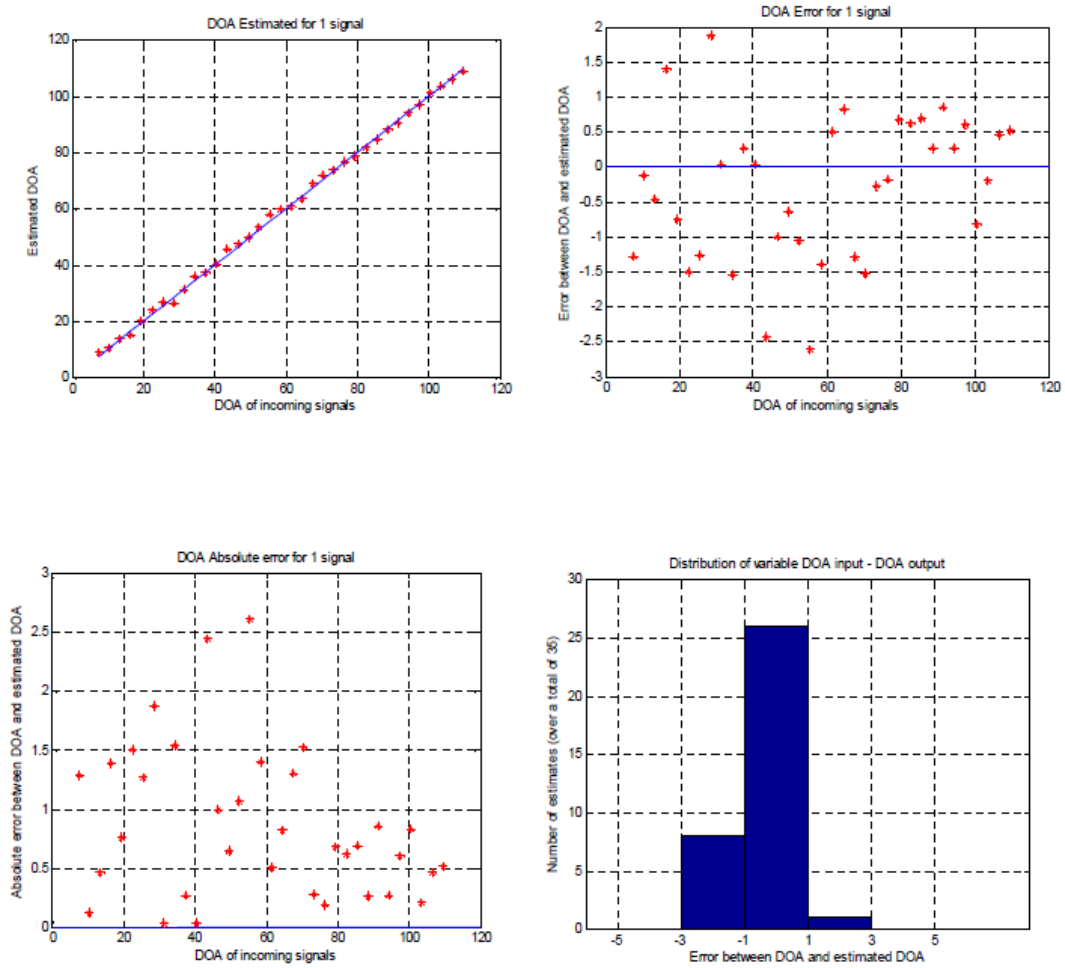 DOA Estimated for 1 signal
120
100
80
60
40
20
0
Estimated DOA
0 20 40 60 80 100 120
DOA of incoming signals
DOA Error for 1 signal
2
1.5
1
0.5
0
-0.5
-1
-1.5
-2
-2.5
-3
Error between DOA and estimated DOA
0 20 40 60 80 100 120
DOA of incoming signals
DOA Absolute error for 1 signal
3
2.5
2
1.5
1
0.5
0
Absolute error between DOA and estimated DOA
0 20 40 60 80 100 120
DOA of incoming signals
Distribution of variable DOA input - DOA output
30
25
20
15
10
5
0
Number of estimates (over a total of 35)
-5 -3 -1 1 3 5
Error between DOA and estimated DOA